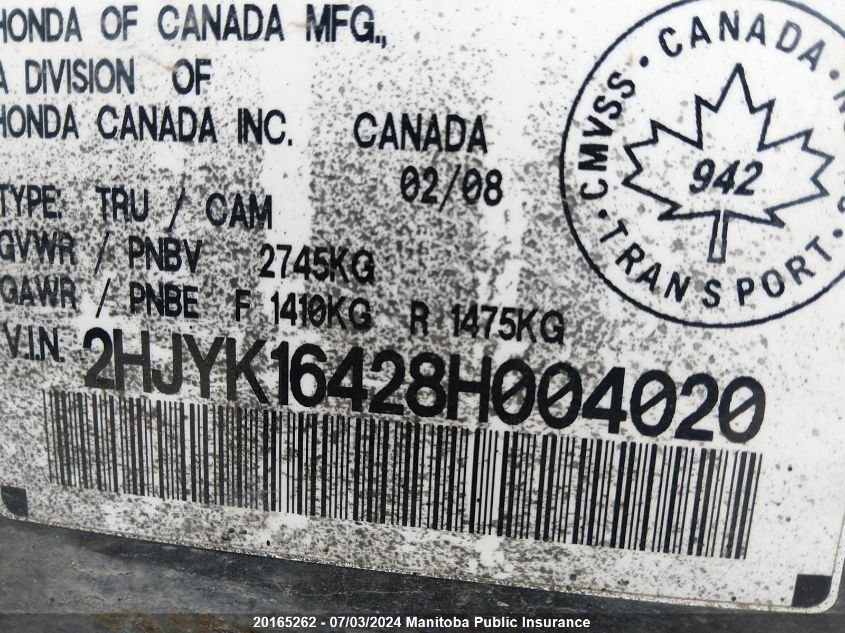 HONDA OF CANADA MFG.,
A DIVISION OF
HONDA CANADA INC. CANADA
02/08
TYPE: TRU / CAM
GVWR / PNBV 2745KG
GAWR / PNBE F 1410KG R 1475KG
V.I.N. 2HJYK16428H004020
CMVSS · CANADA ·
942
TRANSPORT
20165262 - 07/03/2024 Manitoba Public Insurance